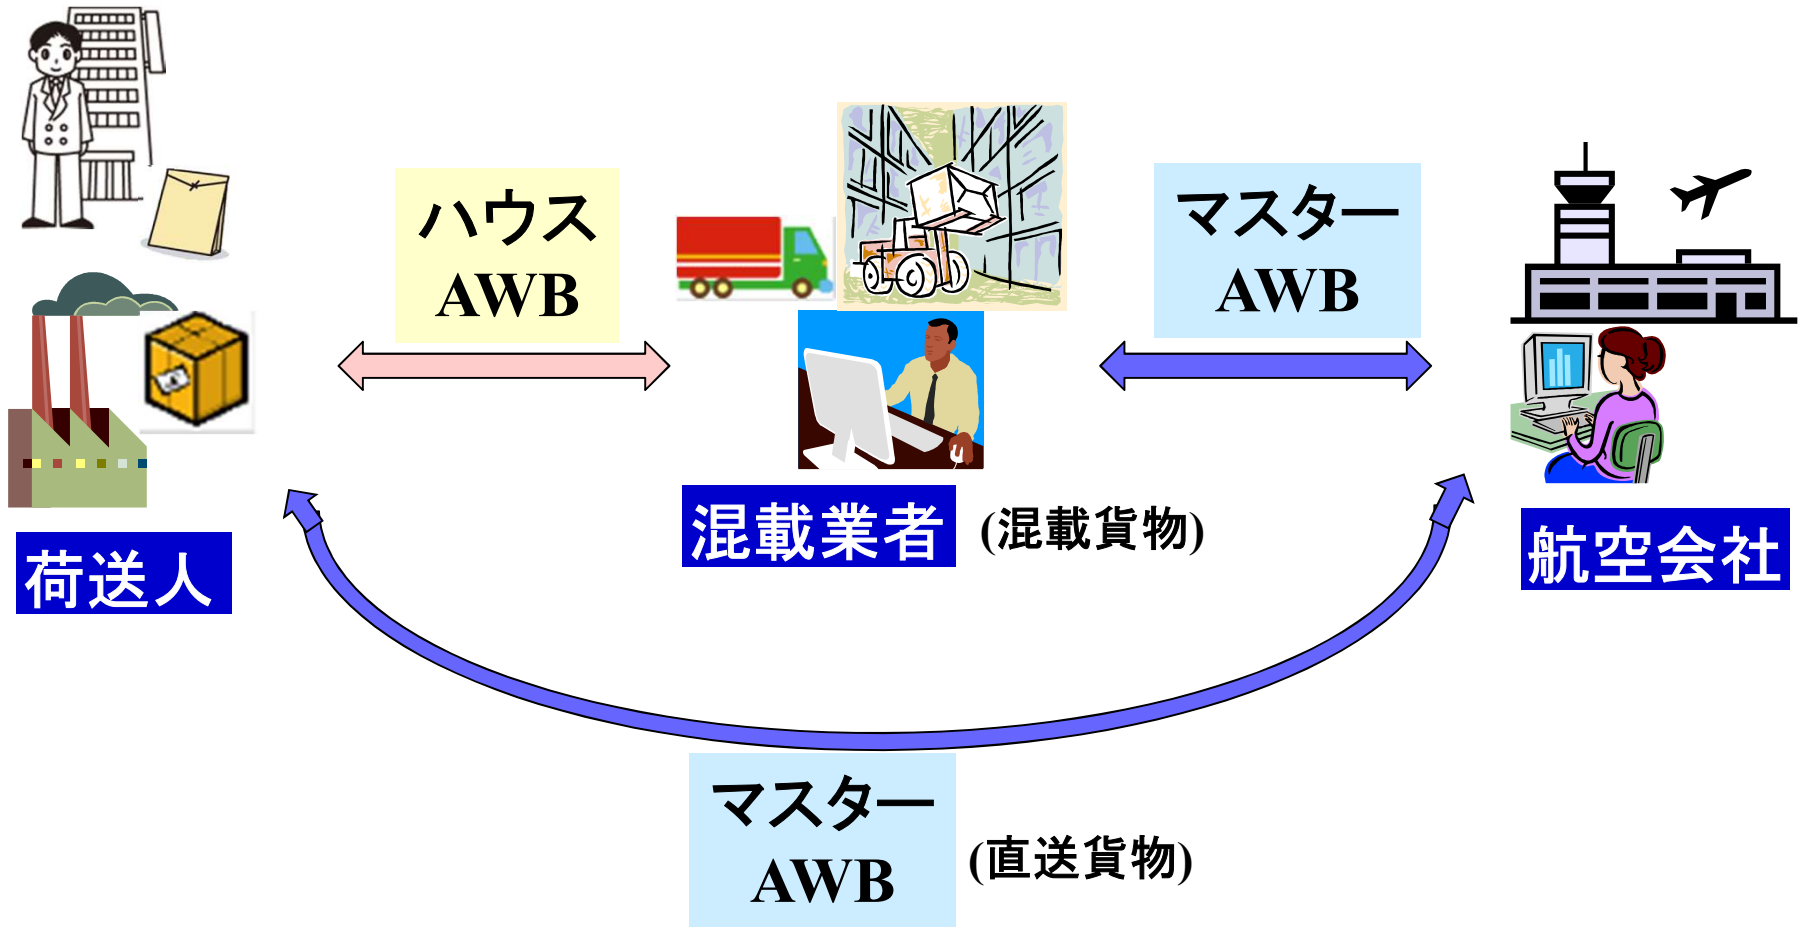 ハウス
AWB
マスター
AWB
荷送人
混載業者
(混載貨物)
航空会社
マスター
AWB
(直送貨物)